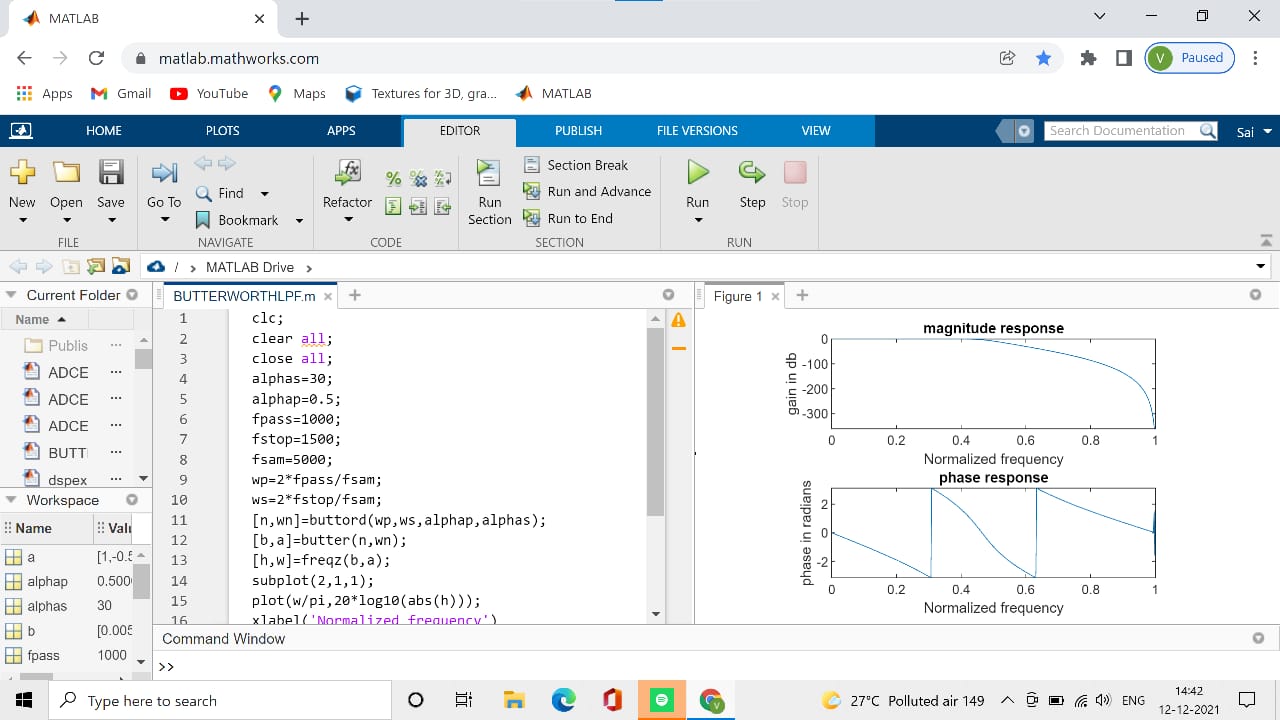 MATLAB
matlab.mathworks.com
V Paused
Apps Gmail YouTube Maps Textures for 3D, gra... MATLAB
HOME PLOTS APPS EDITOR PUBLISH FILE VERSIONS VIEW Search Documentation Sai
New Open Save Go To Find Bookmark Refactor Run Section Section Break Run and Advance Run to End Run Step Stop
FILE NAVIGATE CODE SECTION RUN
/ MATLAB Drive
Current Folder
Name
Publis ...
ADCE ...
ADCE ...
ADCE ...
BUTT ...
dspex ...
Workspace
Name Valu
a [1,-0.5
alphap 0.500
alphas 30
b [0.005
fpass 1000
BUTTERWORTHLPF.m
1 clc;
2 clear all;
3 close all;
4 alphas=30;
5 alphap=0.5;
6 fpass=1000;
7 fstop=1500;
8 fsam=5000;
9 wp=2*fpass/fsam;
10 ws=2*fstop/fsam;
11 [n,wn]=buttord(wp,ws,alphap,alphas);
12 [b,a]=butter(n,wn);
13 [h,w]=freqz(b,a);
14 subplot(2,1,1);
15 plot(w/pi,20*log10(abs(h)));
16 xlabel('Normalized frequency')
Figure 1
magnitude response
gain in db
0
-100
-200
-300
0 0.2 0.4 0.6 0.8 1
Normalized frequency
phase response
phase in radians
2
0
-2
0 0.2 0.4 0.6 0.8 1
Normalized frequency
Command Window
>>
Type here to search
V
27°C Polluted air 149
ENG
14:42
12-12-2021